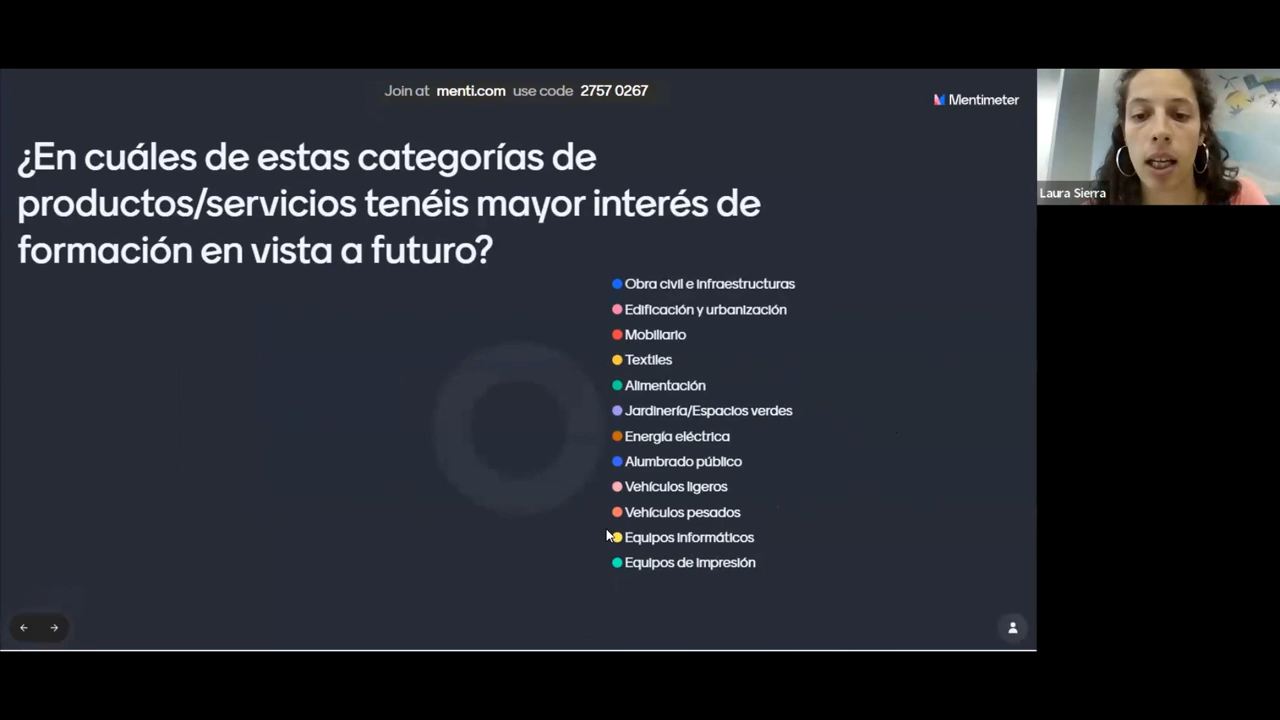 Join at menti.com use code 2757 0267
Mentimeter
¿En cuáles de estas categorías de
productos/servicios tenéis mayor interés de
formación en vista a futuro?
Laura Sierra
Obra civil e infraestructuras
Edificación y urbanización
Mobiliario
Textiles
Alimentación
Jardinería/Espacios verdes
Energía eléctrica
Alumbrado público
Vehículos ligeros
Vehículos pesados
Equipos informáticos
Equipos de impresión